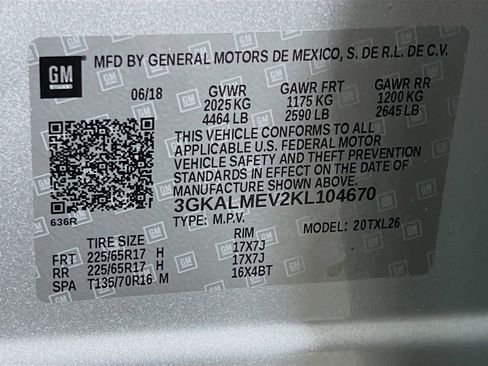 GM
MFD BY GENERAL MOTORS DE MEXICO, S. DE R.L. DE C.V.
06/18 GVWR GAWR FRT GAWR RR
2025 KG 1175 KG 1200 KG
4464 LB 2590 LB 2645 LB
THIS VEHICLE CONFORMS TO ALL
APPLICABLE U.S. FEDERAL MOTOR
VEHICLE SAFETY AND THEFT PREVENTION
STANDARDS IN EFFECT ON THE DATE OF
MANUFACTURE SHOWN ABOVE.
3GKALMEV2KL104670
636R TYPE: M.P.V. MODEL: 20TXL26
TIRE SIZE RIM
FRT 225/65R17 H 17X7J
RR 225/65R17 H 17X7J
SPA T135/70R16 M 16X4BT